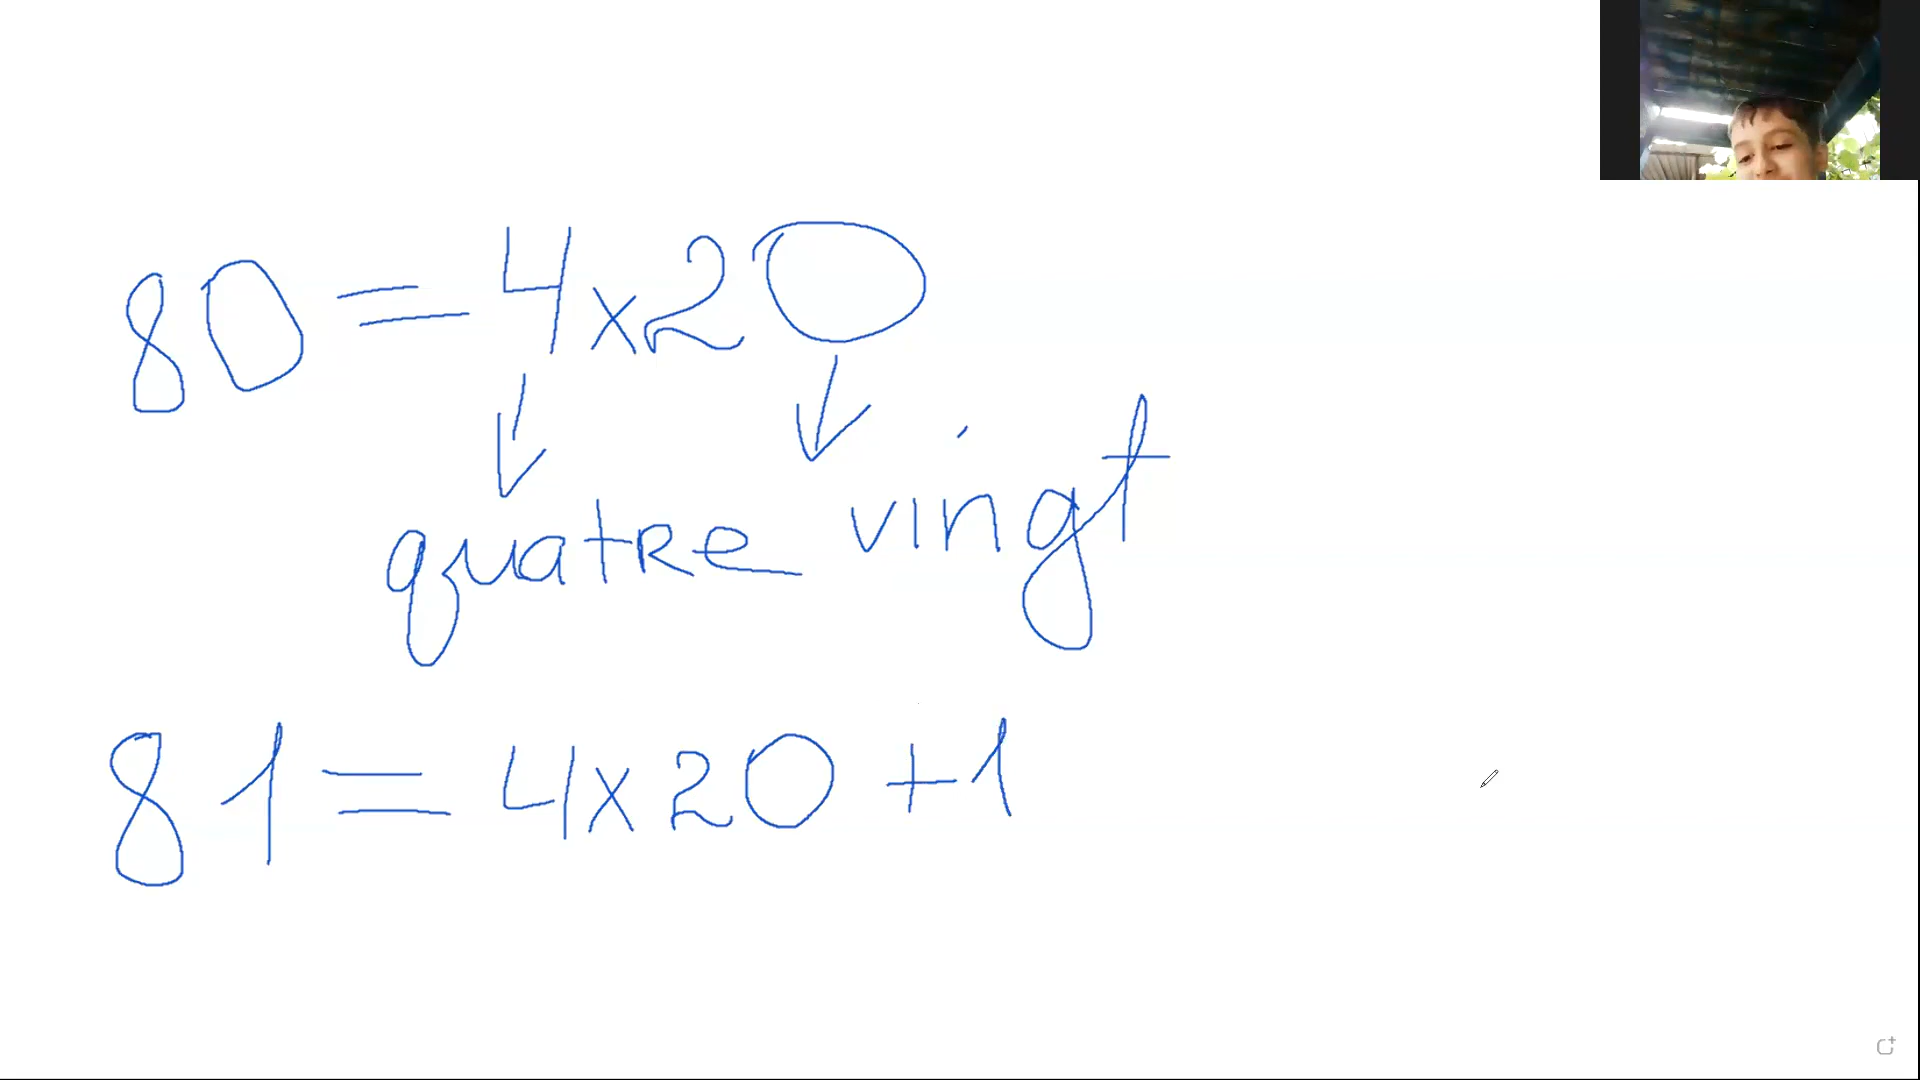 80 = 4x20
quatre vingt
81 = 4x20 +1